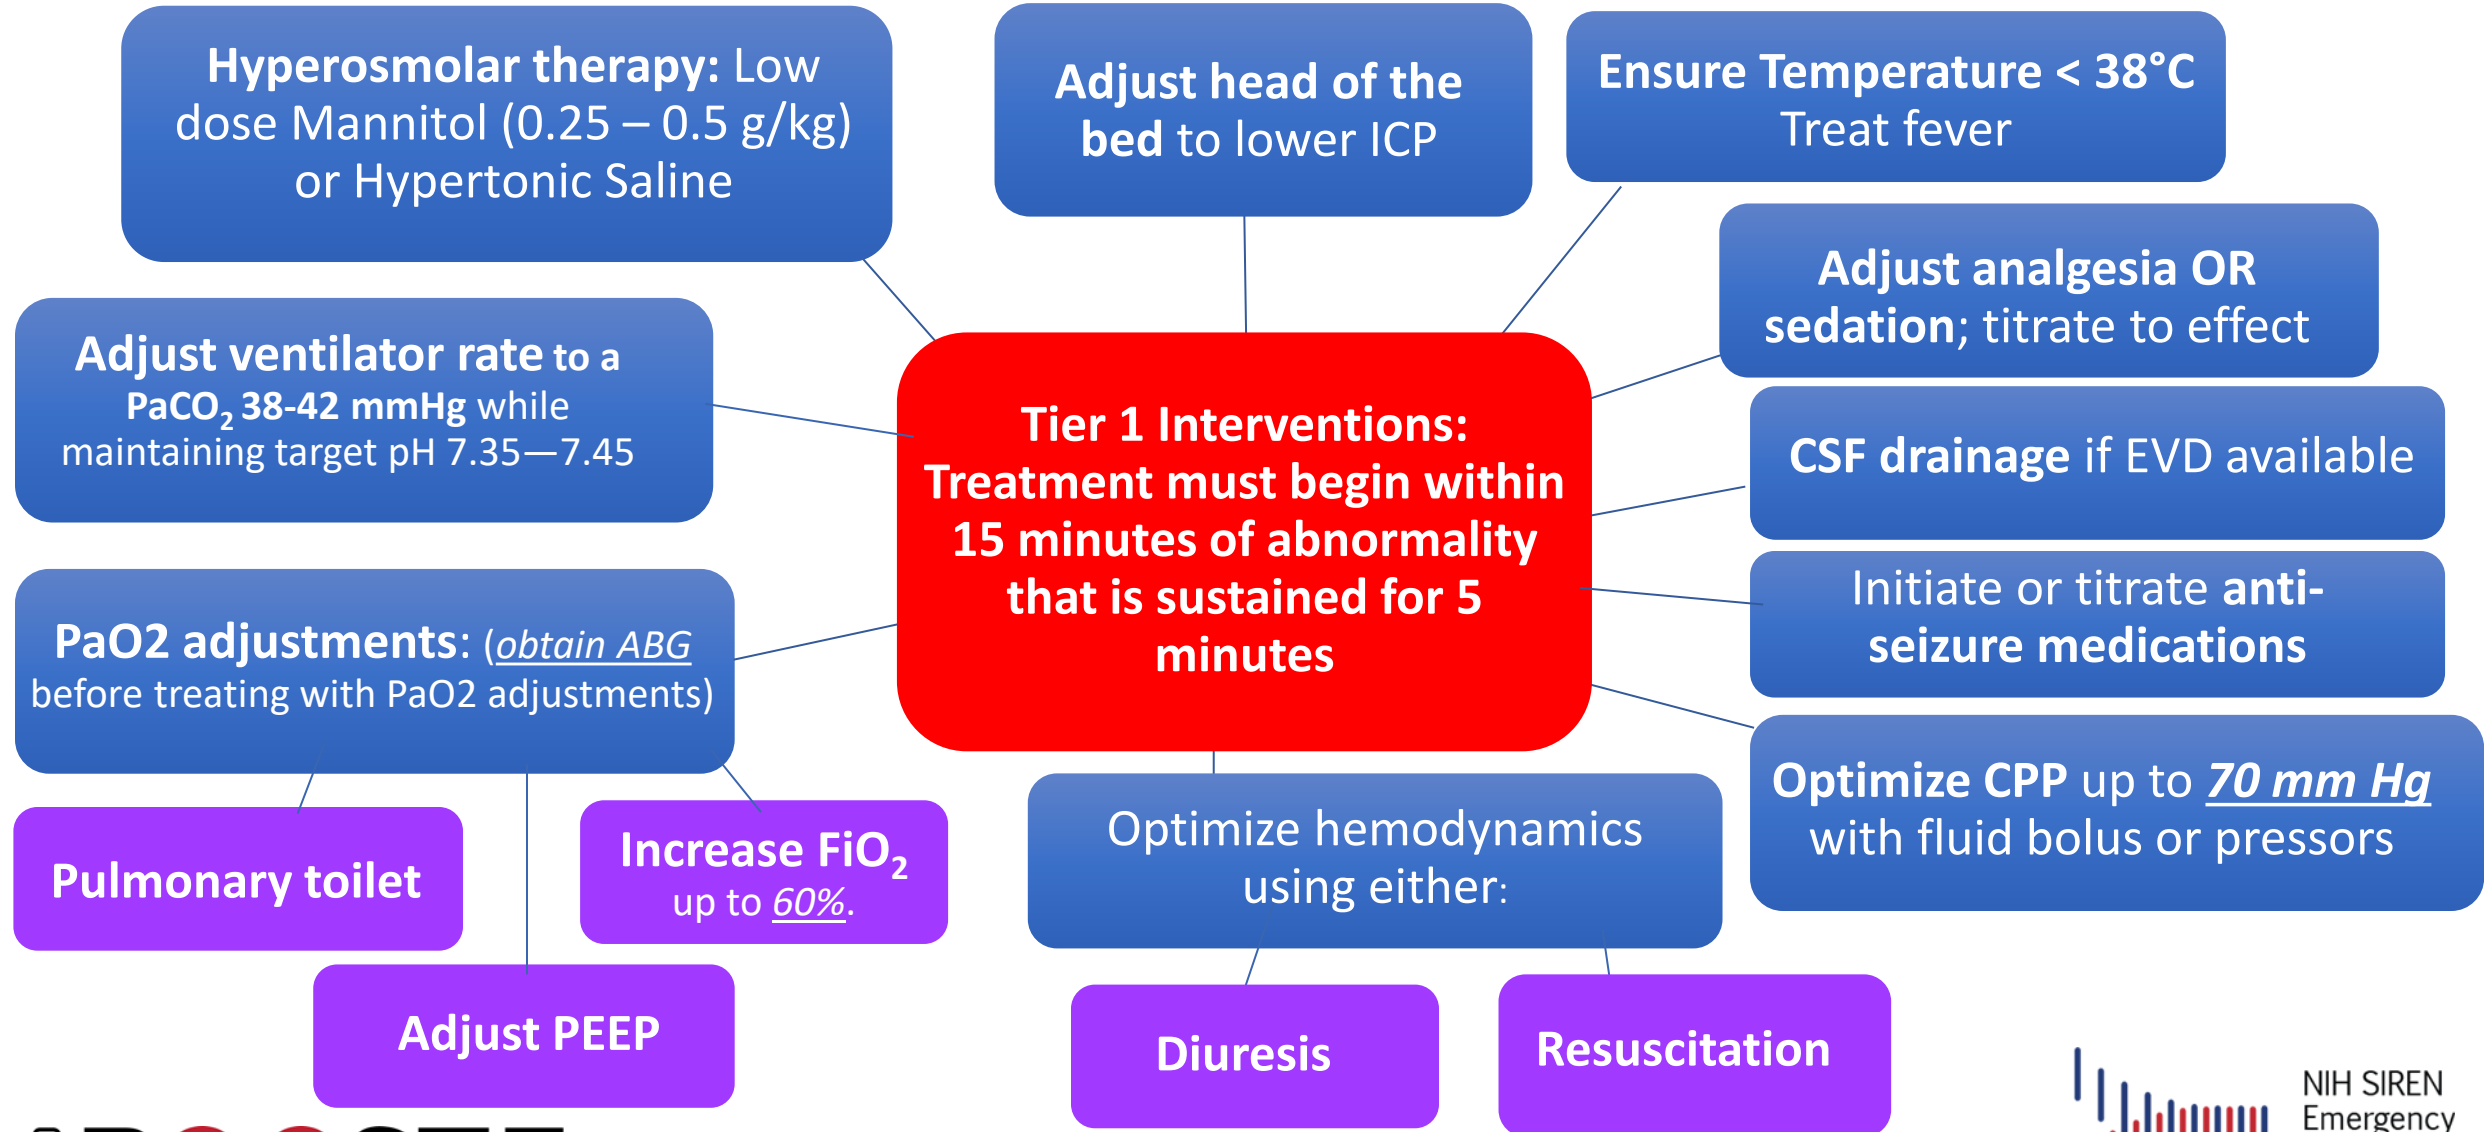 Hyperosmolar therapy: Low
dose Mannitol (0.25 – 0.5 g/kg)
or Hypertonic Saline
Adjust head of the
bed to lower ICP
Ensure Temperature < 38°C
Treat fever
Adjust analgesia OR
sedation; titrate to effect
Adjust ventilator rate to a
PaCO₂ 38-42 mmHg while
maintaining target pH 7.35—7.45
Tier 1 Interventions:
Treatment must begin within
15 minutes of abnormality
that is sustained for 5
minutes
CSF drainage if EVD available
Initiate or titrate anti-
seizure medications
PaO2 adjustments: (obtain ABG
before treating with PaO2 adjustments)
Optimize CPP up to 70 mm Hg
with fluid bolus or pressors
Optimize hemodynamics
using either:
Pulmonary toilet
Increase FiO₂
up to 60%.
Adjust PEEP
Diuresis
Resuscitation
NIH SIREN
Emergency